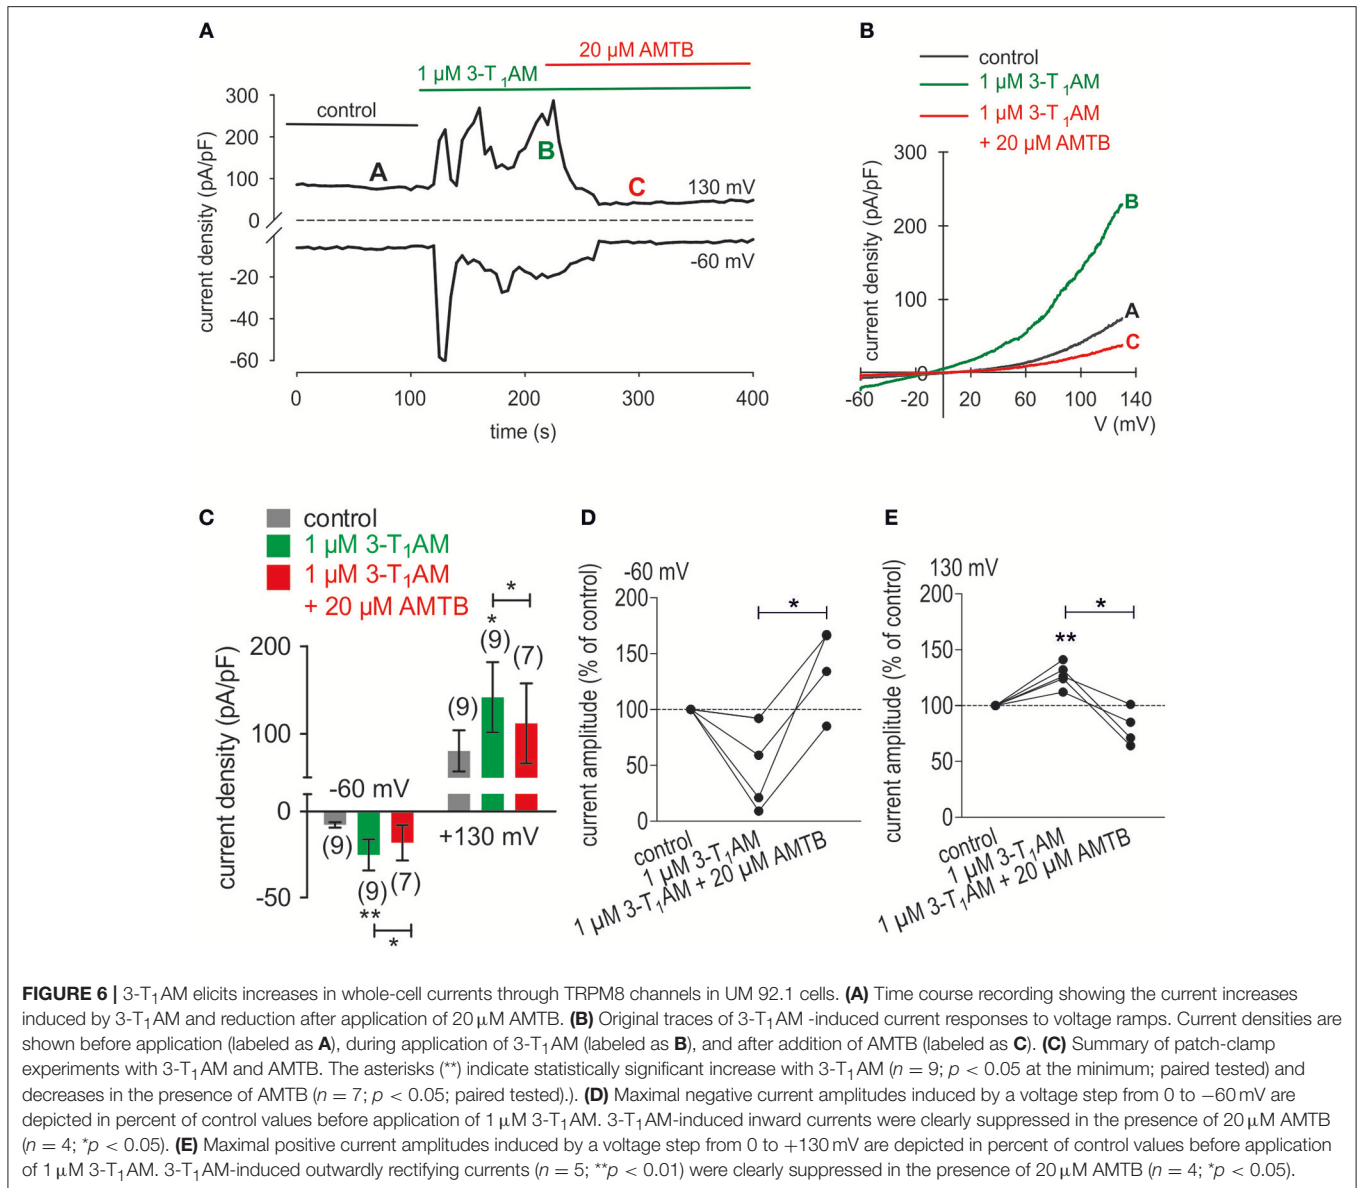 A
20 µM AMTB
1 µM 3-T1AM
control
300
200
100
0
-20
-40
-60
current density (pA/pF)
A
B
C
130 mV
-60 mV
0
100
200
300
400
time (s)
B
control
1 µM 3-T1AM
1 µM 3-T1AM
+ 20 µM AMTB
300
200
100
0
current density (pA/pF)
B
A
C
-60
-20
20
60
100
140
V (mV)
C
control
1 µM 3-T1AM
1 µM 3-T1AM
+ 20 µM AMTB
200
100
0
-50
current density (pA/pF)
-60 mV
+130 mV
(9)
(9)
(7)
**
*
(9)
(9)
(7)
*
*
D
-60 mV
200
150
100
50
0
current amplitude (% of control)
*
control
1 µM 3-T1AM
1 µM 3-T1AM + 20 µM AMTB
E
130 mV
200
150
100
50
0
current amplitude (% of control)
**
*
control
1 µM 3-T1AM
1 µM 3-T1AM + 20 µM AMTB
FIGURE 6 | 3-T1AM elicits increases in whole-cell currents through TRPM8 channels in UM 92.1 cells. (A) Time course recording showing the current increases
induced by 3-T1AM and reduction after application of 20 µM AMTB. (B) Original traces of 3-T1AM -induced current responses to voltage ramps. Current densities are
shown before application (labeled as A), during application of 3-T1AM (labeled as B), and after addition of AMTB (labeled as C). (C) Summary of patch-clamp
experiments with 3-T1AM and AMTB. The asterisks (**) indicate statistically significant increase with 3-T1AM (n = 9; p < 0.05 at the minimum; paired tested) and
decreases in the presence of AMTB (n = 7; p < 0.05; paired tested).). (D) Maximal negative current amplitudes induced by a voltage step from 0 to −60 mV are
depicted in percent of control values before application of 1 µM 3-T1AM. 3-T1AM-induced inward currents were clearly suppressed in the presence of 20 µM AMTB
(n = 4; *p < 0.05). (E) Maximal positive current amplitudes induced by a voltage step from 0 to +130 mV are depicted in percent of control values before application
of 1 µM 3-T1AM. 3-T1AM-induced outwardly rectifying currents (n = 5; **p < 0.01) were clearly suppressed in the presence of 20 µM AMTB (n = 4; *p < 0.05).